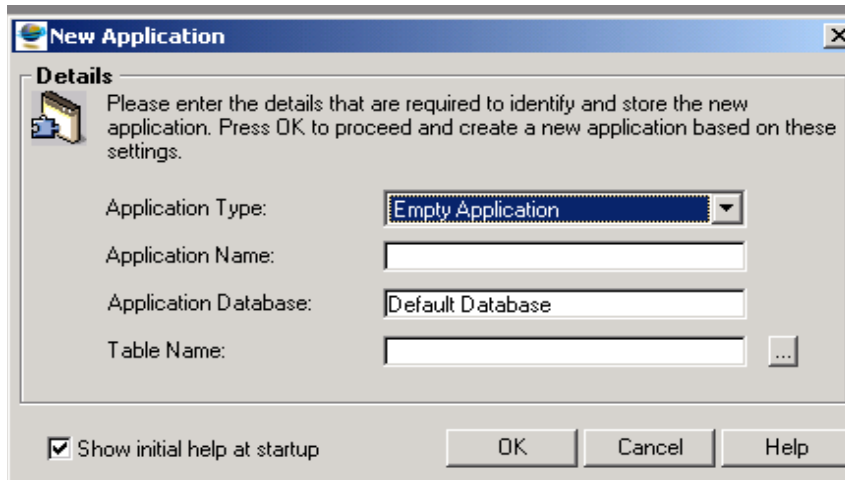 New Application
Details
Please enter the details that are required to identify and store the new
application. Press OK to proceed and create a new application based on these
settings.
Application Type: Empty Application
Application Name:
Application Database: Default Database
Table Name: ...
Show initial help at startup OK Cancel Help